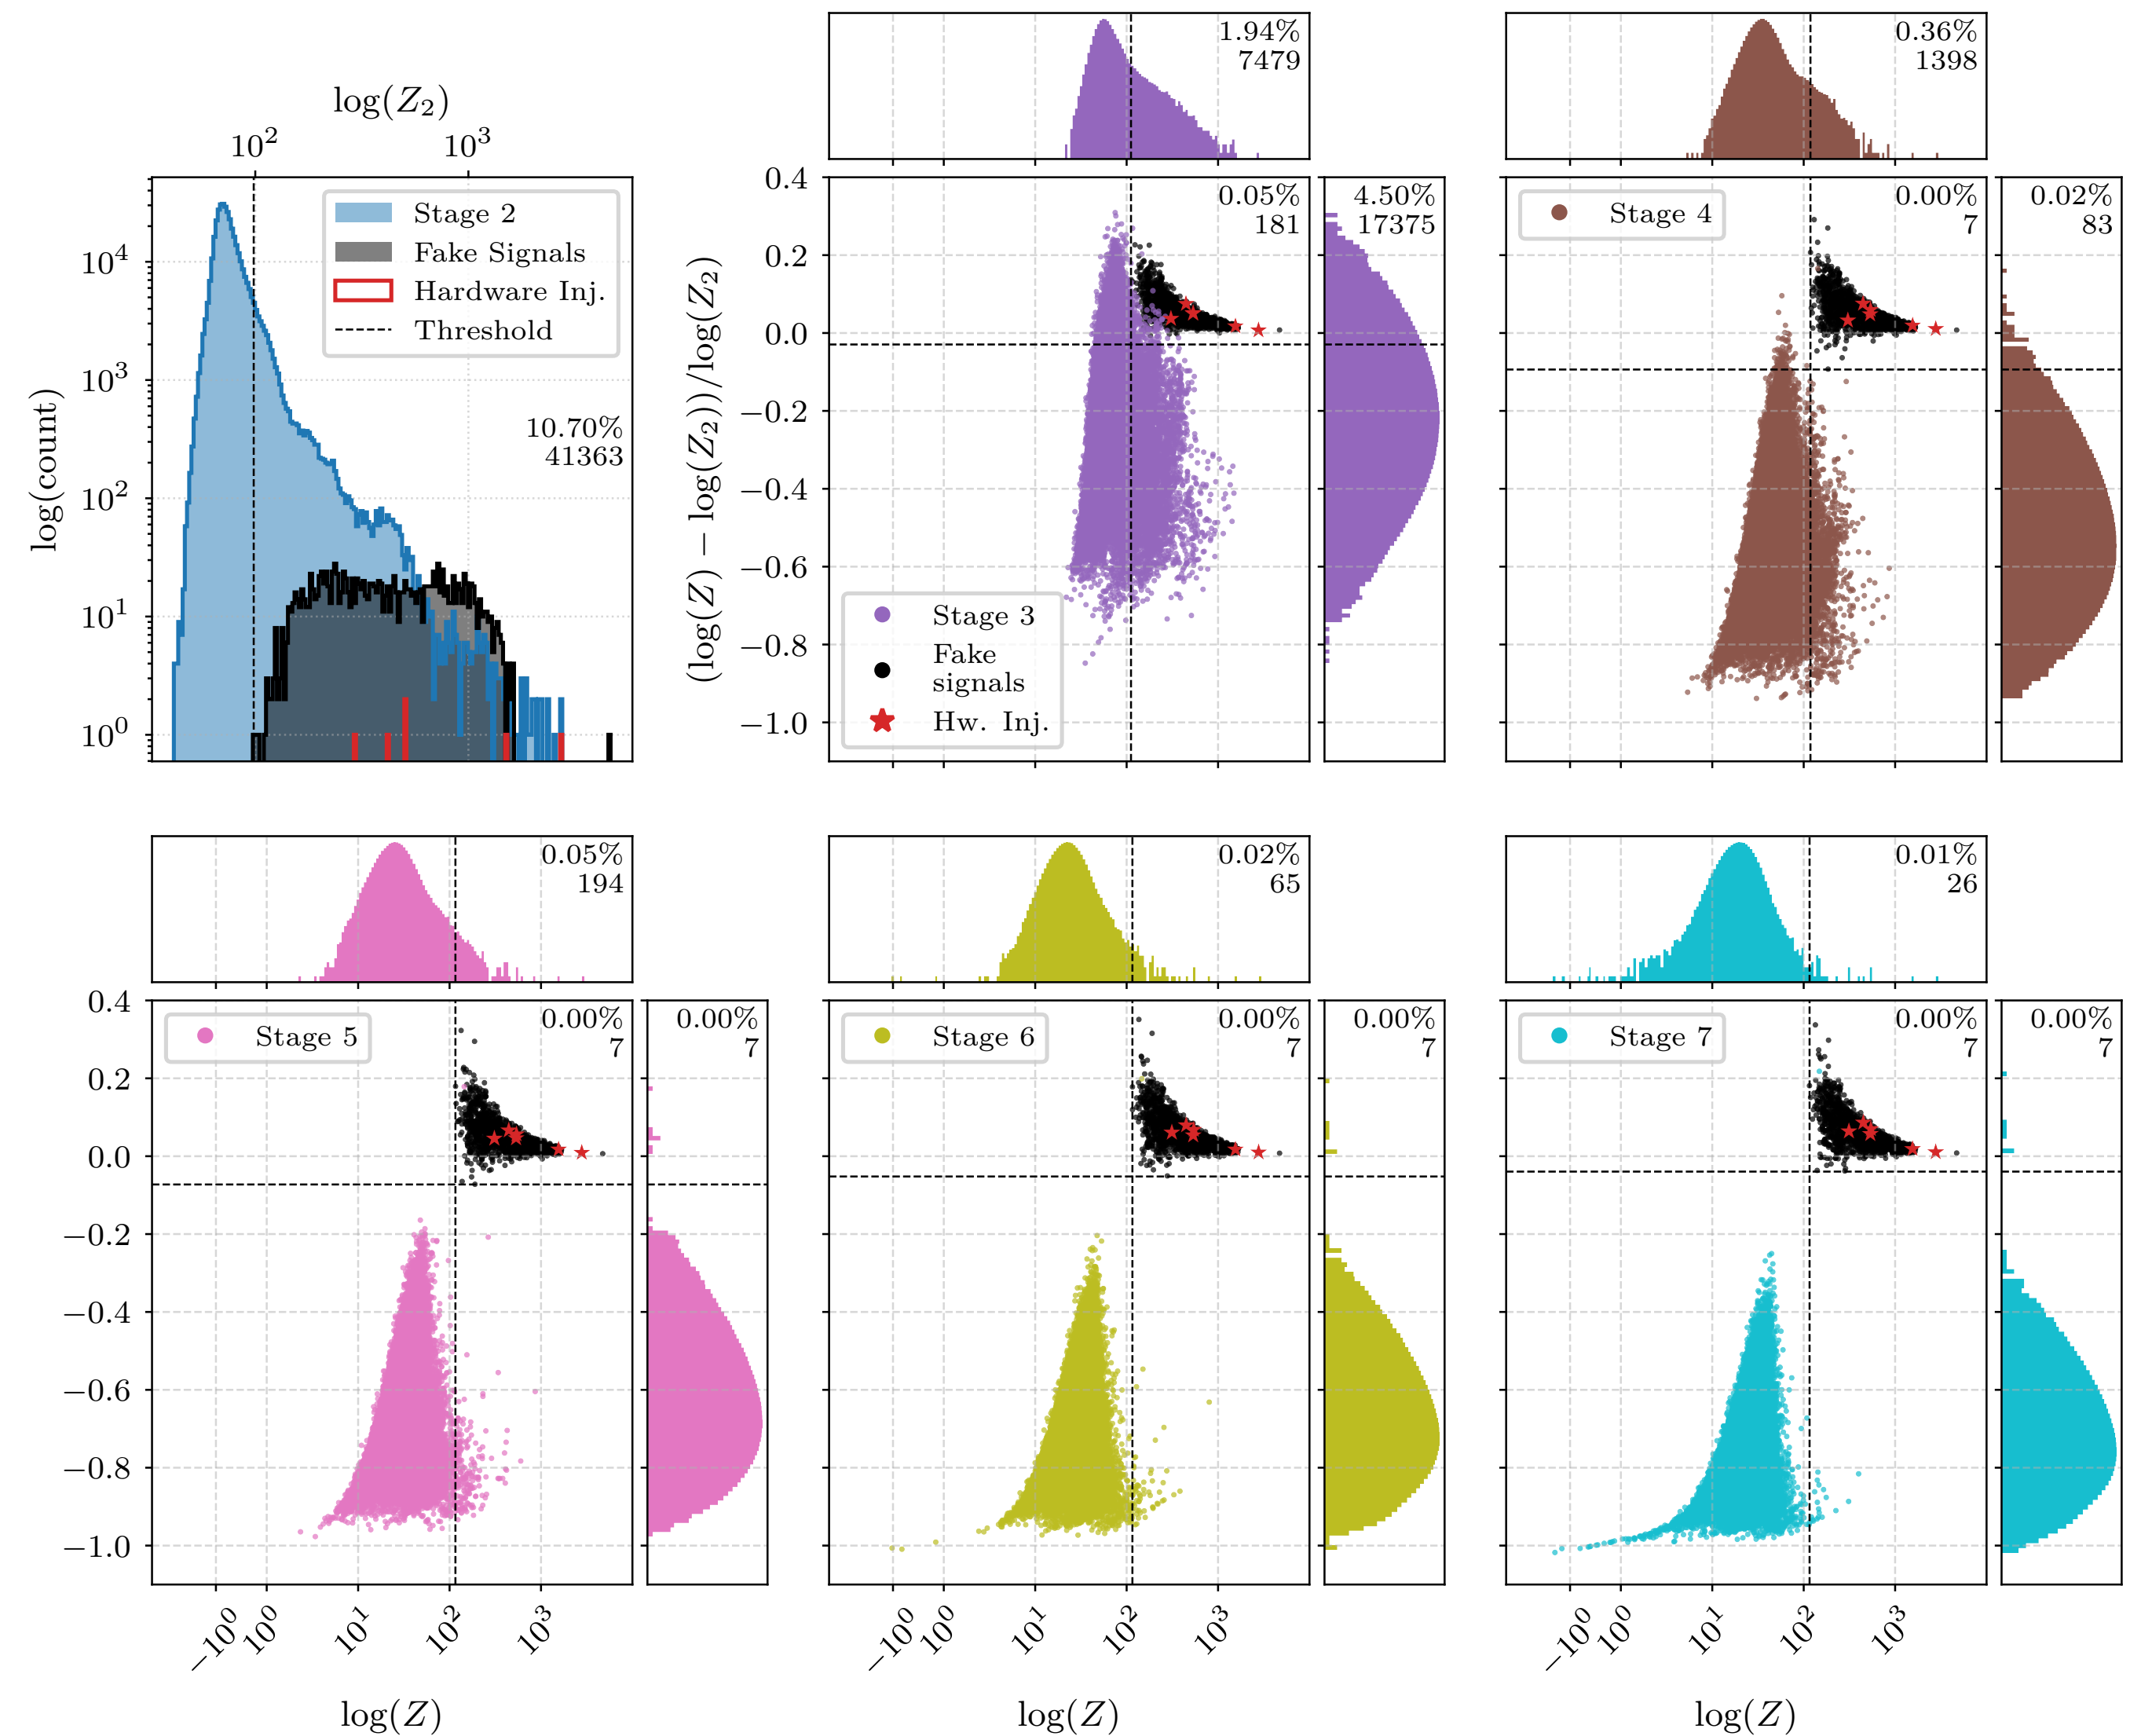 log(Z₂)
10² 10³
Stage 2
Fake Signals
Hardware Inj.
Threshold
10.70%
41363
10⁴
10³
10²
10¹
10⁰
log(count)
1.94%
7479
0.05%
181
4.50%
17375
0.4
0.2
0.0
−0.2
−0.4
−0.6
−0.8
−1.0
(log(Z) − log(Z₂))/log(Z₂)
Stage 3
Fake
signals
Hw. Inj.
0.36%
1398
Stage 4
0.00%
7
0.02%
83
0.05%
194
Stage 5
0.00%
7
0.00%
7
0.4
0.2
0.0
−0.2
−0.4
−0.6
−0.8
−1.0
−10⁰ 10⁰ 10¹ 10² 10³
log(Z)
0.02%
65
Stage 6
0.00%
7
0.00%
7
−10⁰ 10⁰ 10¹ 10² 10³
log(Z)
0.01%
26
Stage 7
0.00%
7
0.00%
7
−10⁰ 10⁰ 10¹ 10² 10³
log(Z)